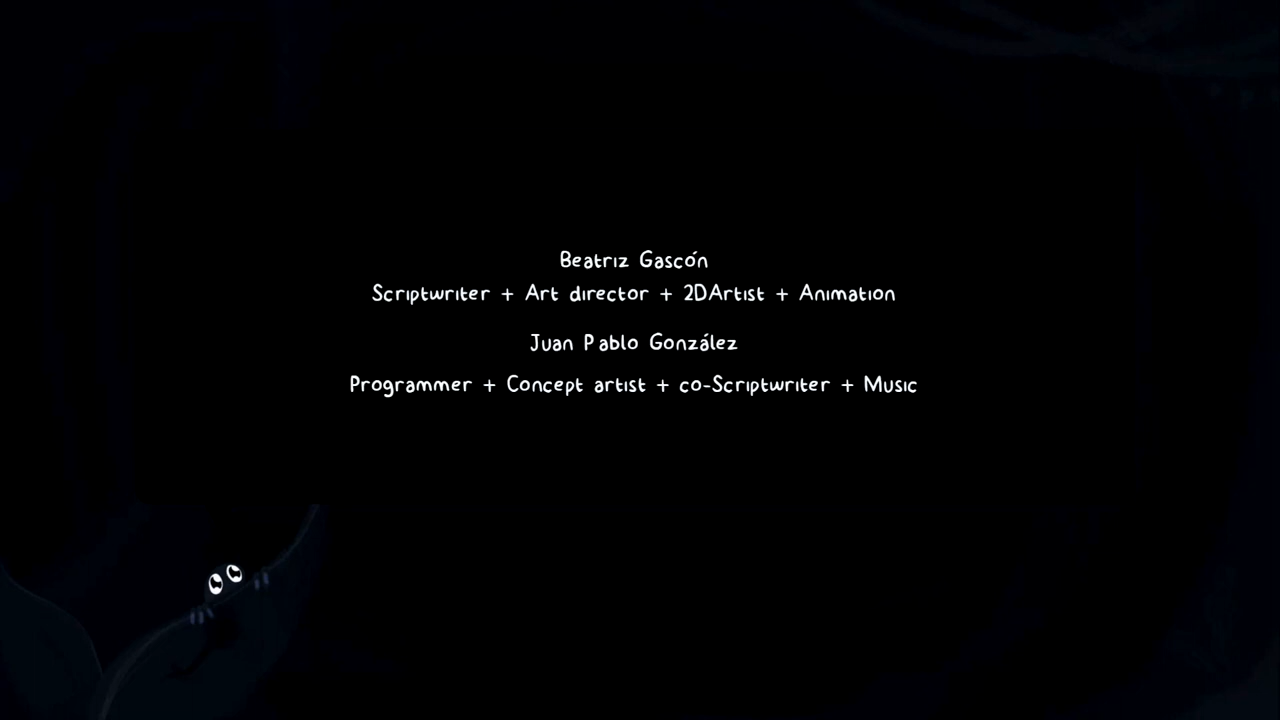 Beatriz Gascón
Scriptwriter + Art director + 2DArtist + Animation
Juan Pablo González
Programmer + Concept artist + co-Scriptwriter + Music